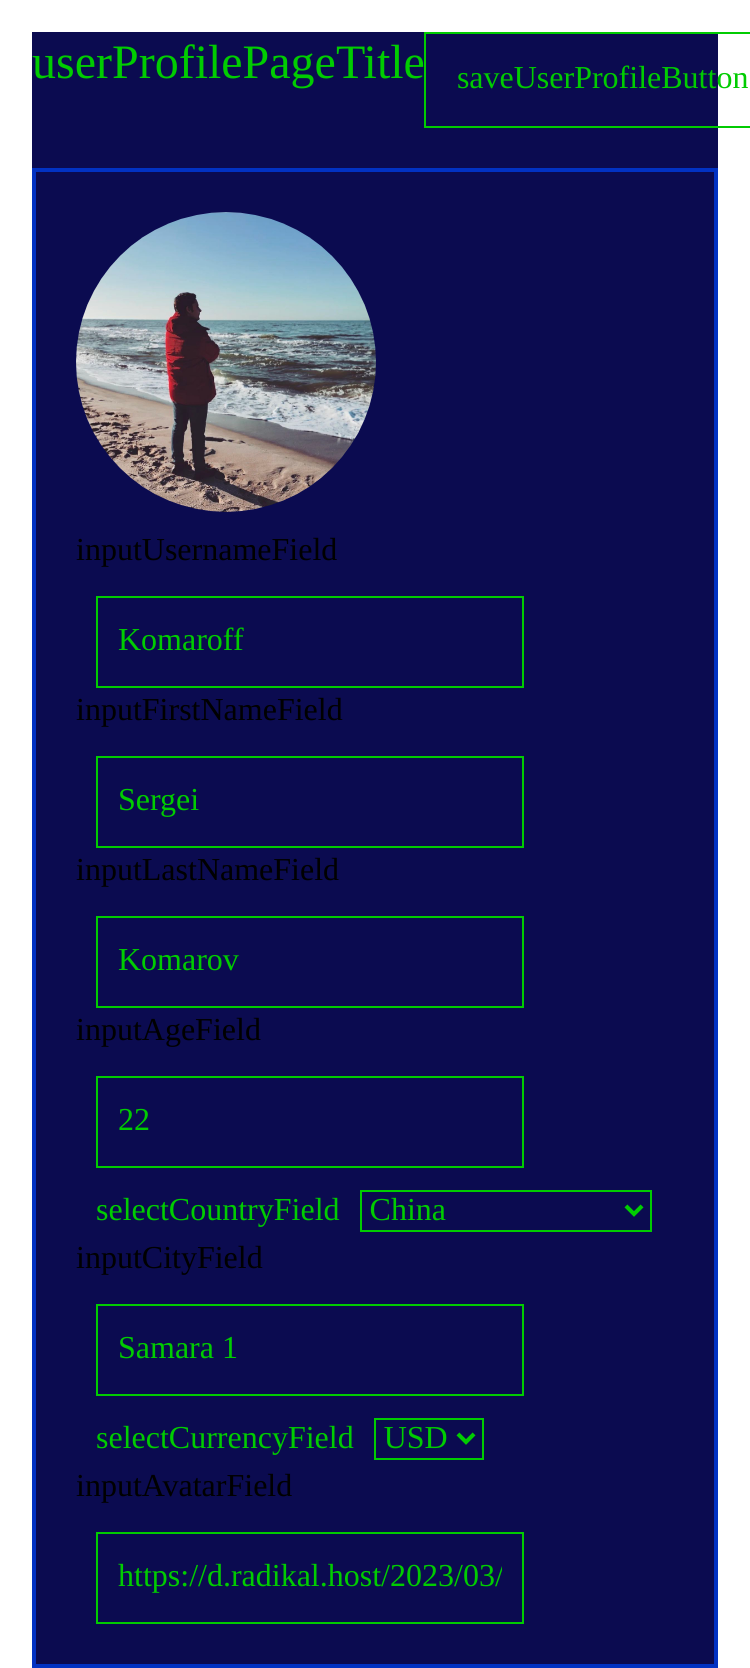 userProfilePageTitle saveUserProfileButton
inputUsernameField
Komaroff
inputFirstNameField
Sergei
inputLastNameField
Komarov
inputAgeField
22
selectCountryField China
inputCityField
Samara 1
selectCurrencyField USD
inputAvatarField
https://d.radikal.host/2023/03/